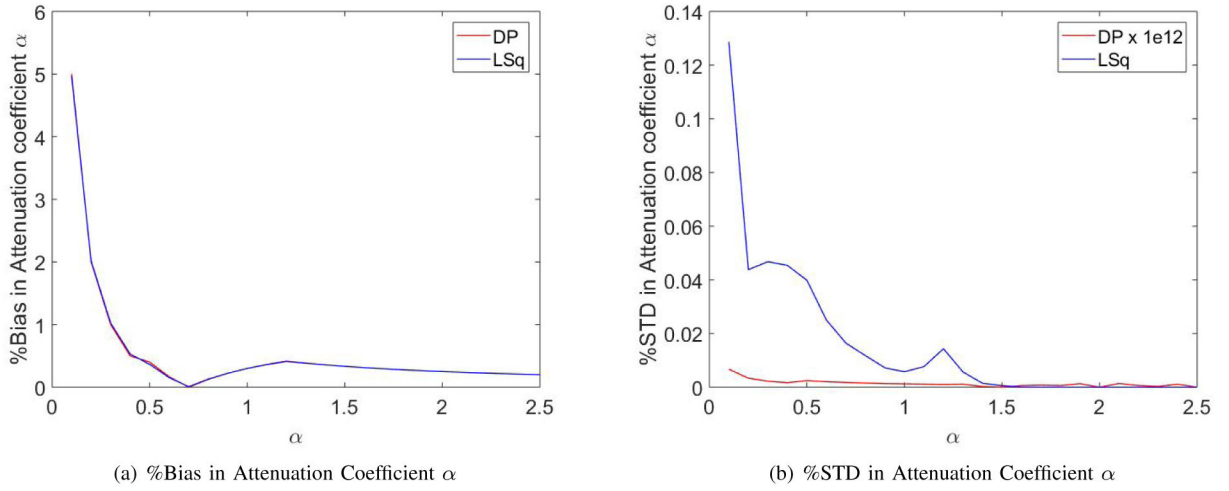 %Bias in Attenuation coefficient α
6
5
4
3
2
1
0
0
0.5
1
1.5
2
2.5
α
DP
LSq
(a) %Bias in Attenuation Coefficient α
%STD in Attenuation coefficient α
0.14
0.12
0.1
0.08
0.06
0.04
0.02
0
0
0.5
1
1.5
2
2.5
α
DP x 1e12
LSq
(b) %STD in Attenuation Coefficient α